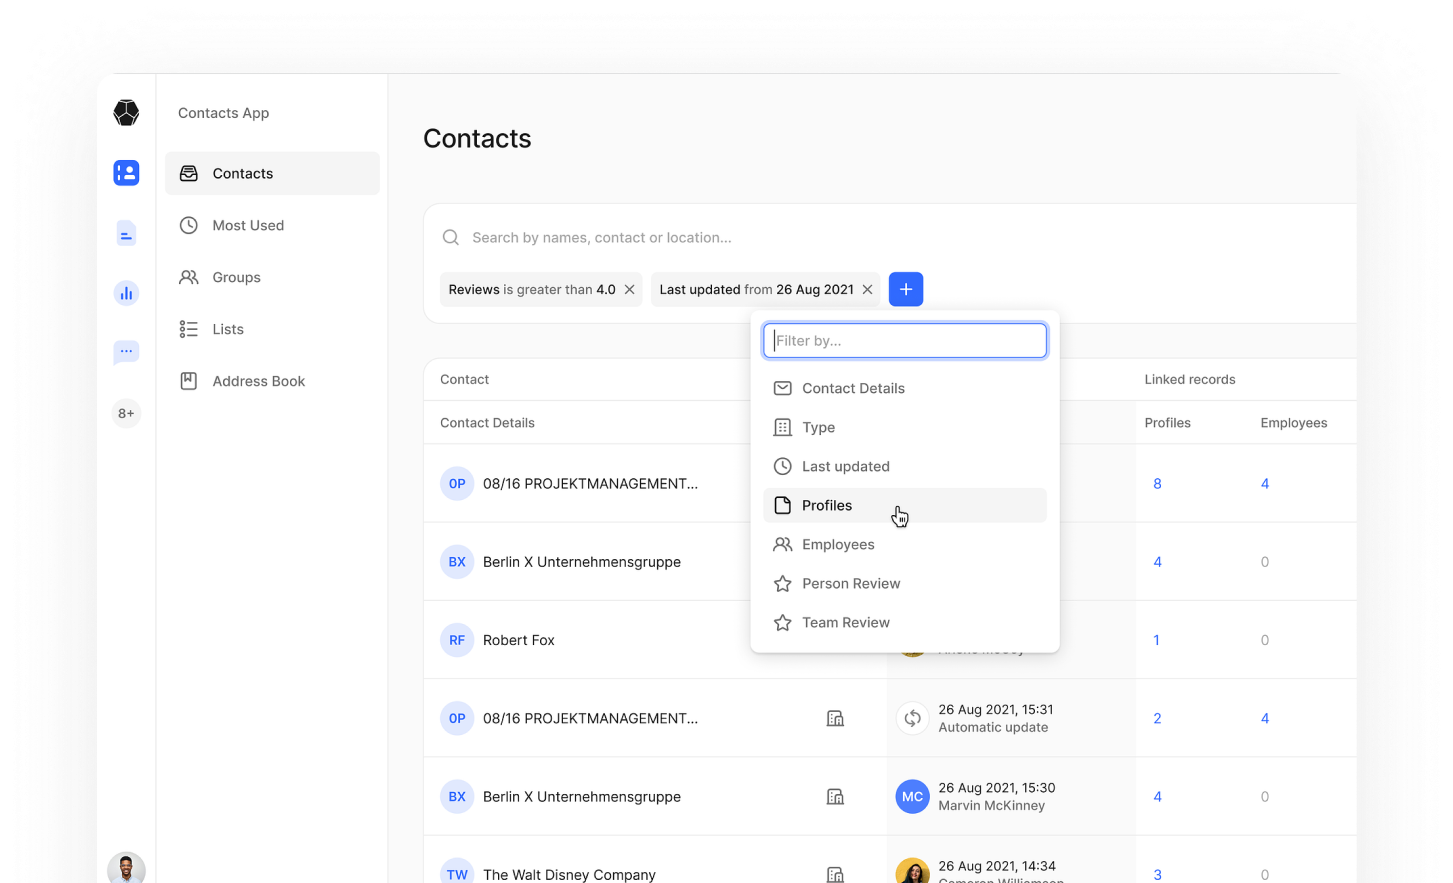 Contacts App
Contacts
Most Used
Groups
Lists
Address Book
8+
Contacts
Search by names, contact or location...
Reviews is greater than 4.0
Last updated from 26 Aug 2021
Filter by...
Contact Details
Type
Last updated
Profiles
Employees
Person Review
Team Review
Contact
Linked records
Contact Details
Profiles
Employees
0P 08/16 PROJEKTMANAGEMENT... 8 4
BX Berlin X Unternehmensgruppe 4 0
RF Robert Fox 1 0
0P 08/16 PROJEKTMANAGEMENT... 26 Aug 2021, 15:31 2 4
Automatic update
BX Berlin X Unternehmensgruppe MC 26 Aug 2021, 15:30 4 0
Marvin McKinney
TW The Walt Disney Company 26 Aug 2021, 14:34 3 0